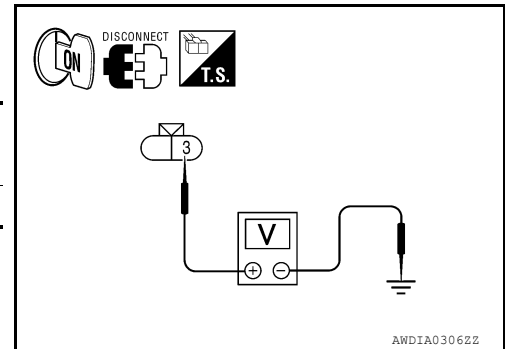 ON
DISCONNECT
T.S.
3
V
+ −
AWDIA0306ZZ